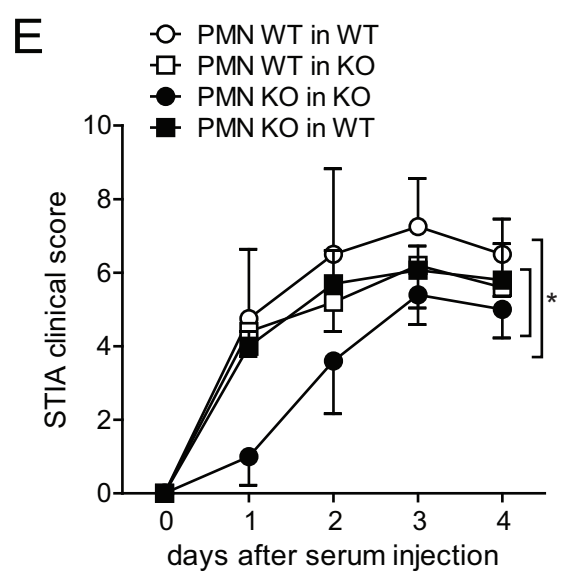 E
PMN WT in WT
PMN WT in KO
PMN KO in KO
PMN KO in WT
10
8
6
4
2
0
STIA clinical score
*
0 1 2 3 4
days after serum injection